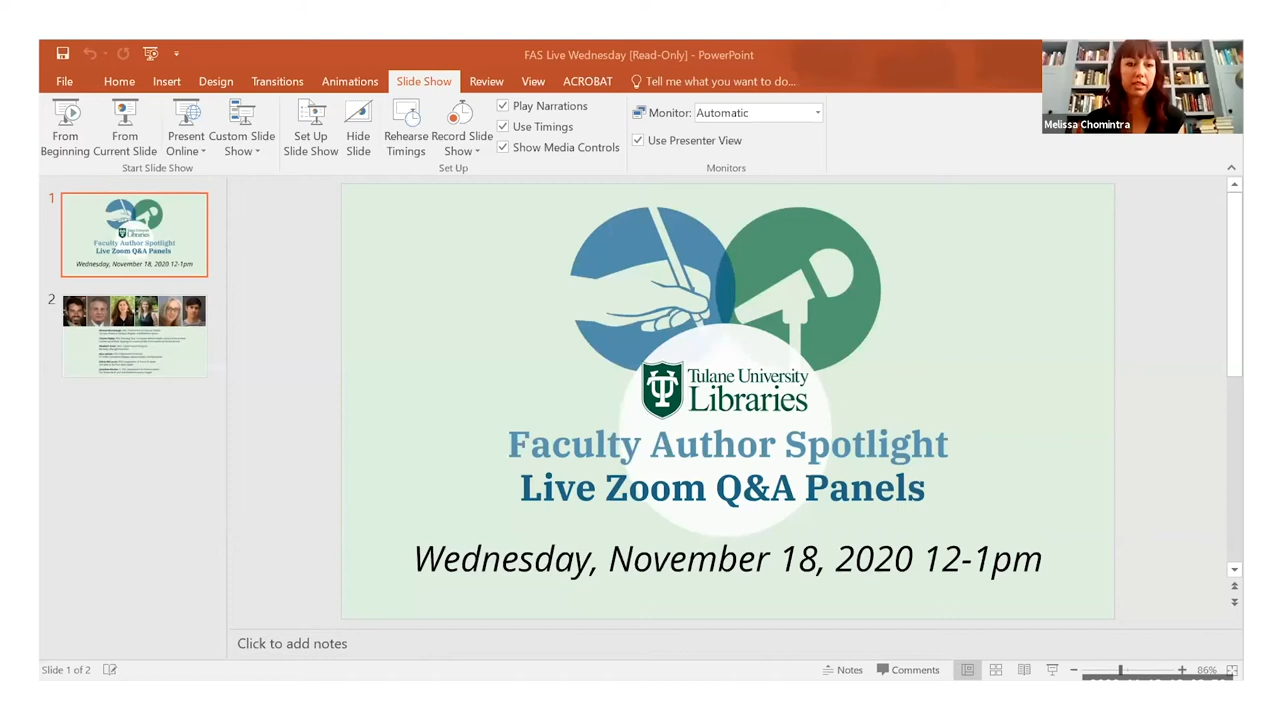 FAS Live Wednesday [Read-Only] - PowerPoint
File Home Insert Design Transitions Animations Slide Show Review View ACROBAT Tell me what you want to do...
From Beginning
From Current Slide
Present Online
Custom Slide Show
Start Slide Show
Set Up Slide Show
Hide Slide
Rehearse Timings
Record Slide Show
Play Narrations
Use Timings
Show Media Controls
Set Up
Monitor: Automatic
Use Presenter View
Monitors
Melissa Chomintra
1
Tulane University
Libraries
Faculty Author Spotlight
Live Zoom Q&A Panels
Wednesday, November 18, 2020 12-1pm
2
Tulane University
Libraries
Faculty Author Spotlight
Live Zoom Q&A Panels
Wednesday, November 18, 2020 12-1pm
Click to add notes
Slide 1 of 2
Notes Comments 86%